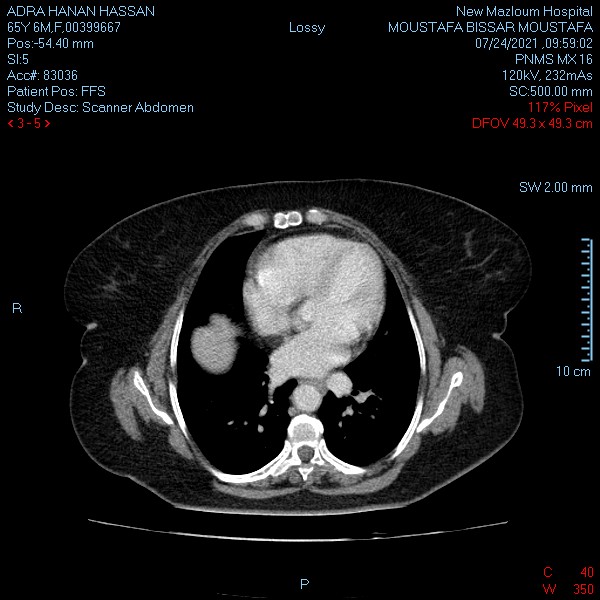 ADRA HANAN HASSAN
65Y 6M,F,00399667
Pos:-54.40 mm
SI:5
Acc#: 83036
Patient Pos: FFS
Study Desc: Scanner Abdomen
< 3 - 5 >
Lossy
New Mazloum Hospital
MOUSTAFA BISSAR MOUSTAFA
07/24/2021 ,09:59:02
PNMS MX 16
120kV, 232mAs
SC:500.00 mm
117% Pixel
DFOV 49.3 x 49.3 cm
SW 2.00 mm
R
10 cm
P
C 40
W 350